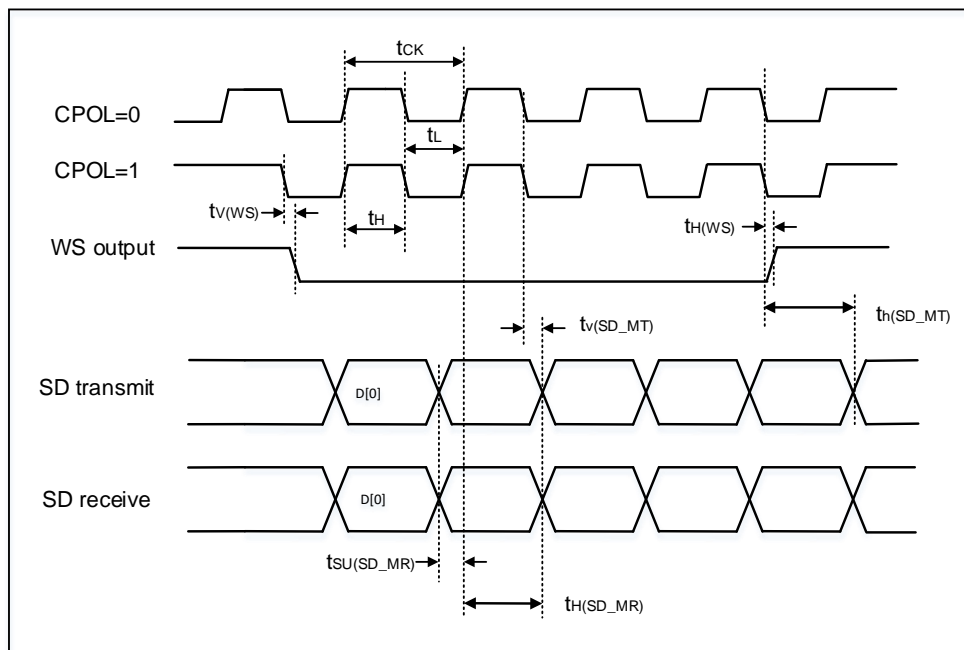 tCK
CPOL=0
tL
CPOL=1
tV(WS)
tH
tH(WS)
WS output
tv(SD_MT)
th(SD_MT)
SD transmit
D[0]
SD receive
D[0]
tSU(SD_MR)
tH(SD_MR)